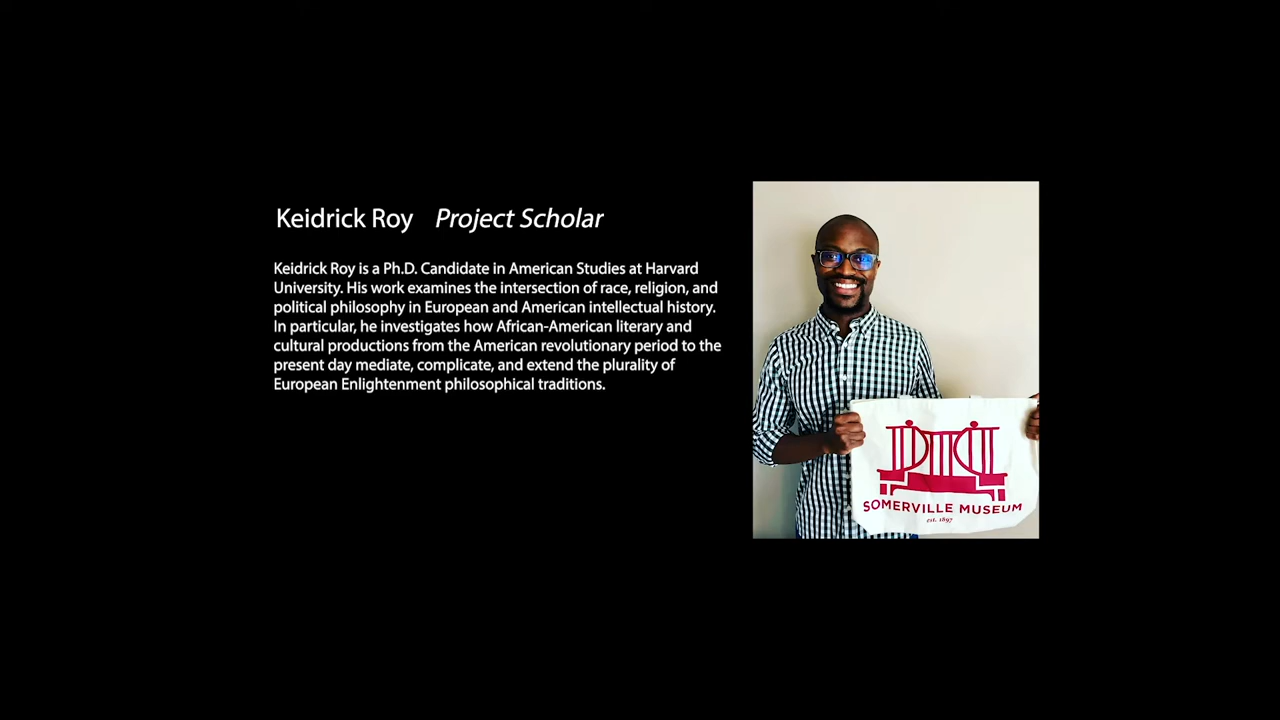 Keidrick Roy Project Scholar
Keidrick Roy is a Ph.D. Candidate in American Studies at Harvard
University. His work examines the intersection of race, religion, and
political philosophy in European and American intellectual history.
In particular, he investigates how African-American literary and
cultural productions from the American revolutionary period to the
present day mediate, complicate, and extend the plurality of
European Enlightenment philosophical traditions.
SOMERVILLE MUSEUM
est. 1897